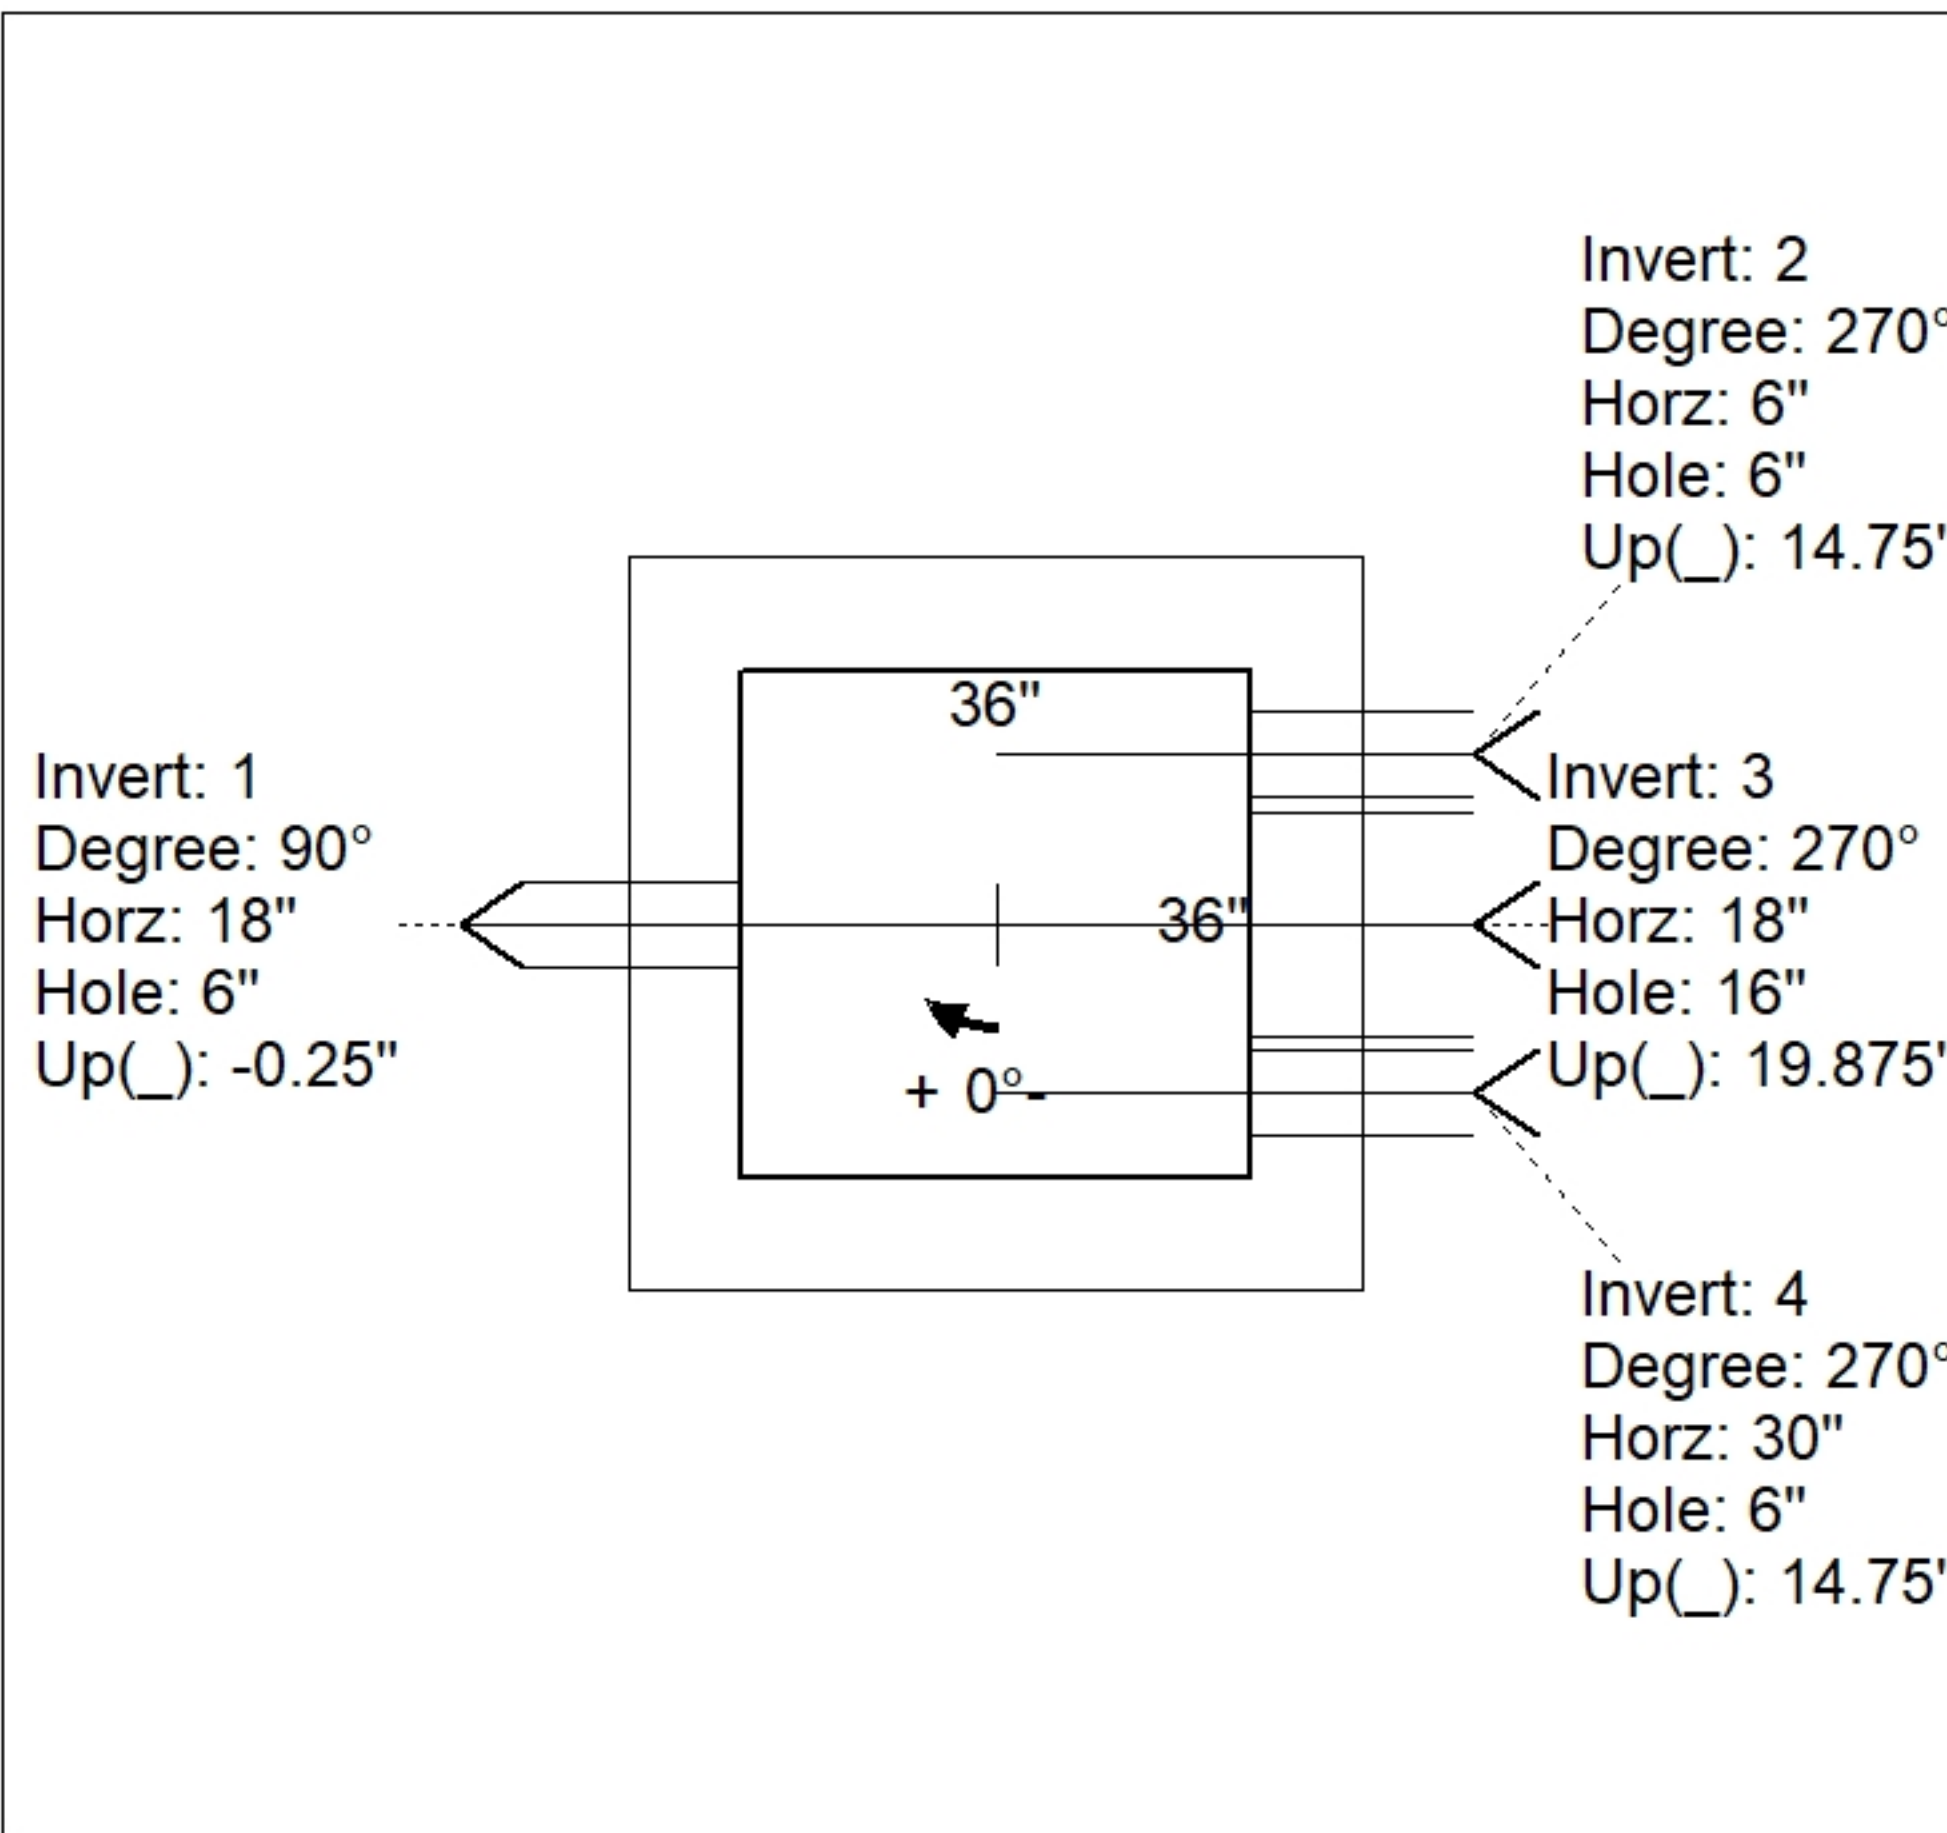 Invert: 2
Degree: 270°
Horz: 6"
Hole: 6"
Up(_): 14.75"
36"
Invert: 1
Degree: 90°
Horz: 18"
Hole: 6"
Up(_): -0.25"
36"
+ 0° -
Invert: 3
Degree: 270°
Horz: 18"
Hole: 16"
Up(_): 19.875"
Invert: 4
Degree: 270°
Horz: 30"
Hole: 6"
Up(_): 14.75"